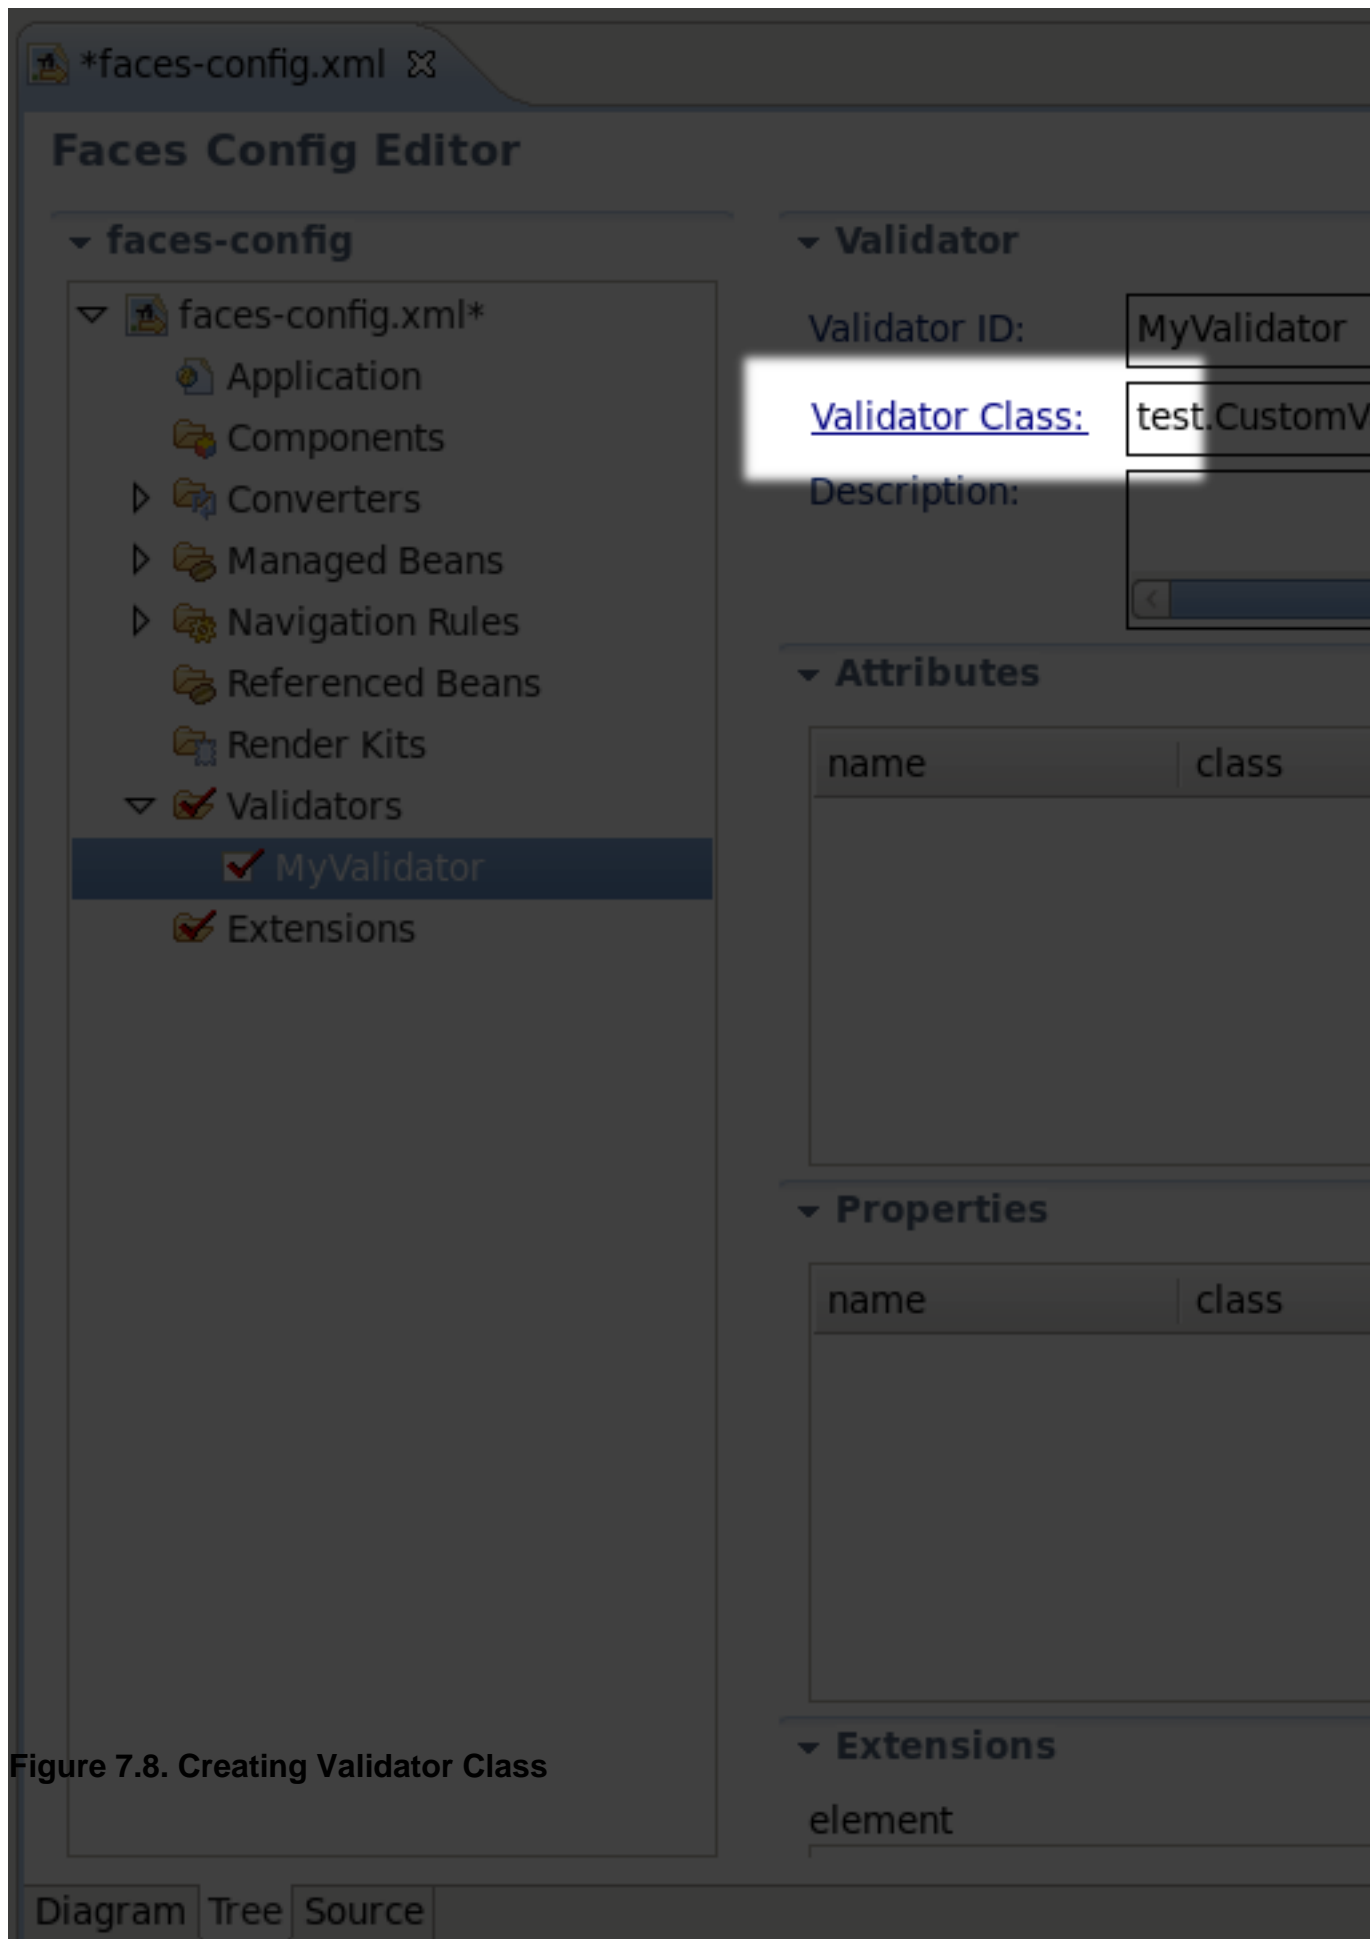 *faces-config.xml
Faces Config Editor
faces-config
faces-config.xml*
Application
Components
Converters
Managed Beans
Navigation Rules
Referenced Beans
Render Kits
Validators
MyValidator
Extensions
Validator
Validator ID: MyValidator
Validator Class: test.CustomV
Description:
Attributes
name class
Properties
name class
Extensions
element
Figure 7.8. Creating Validator Class
Diagram Tree Source